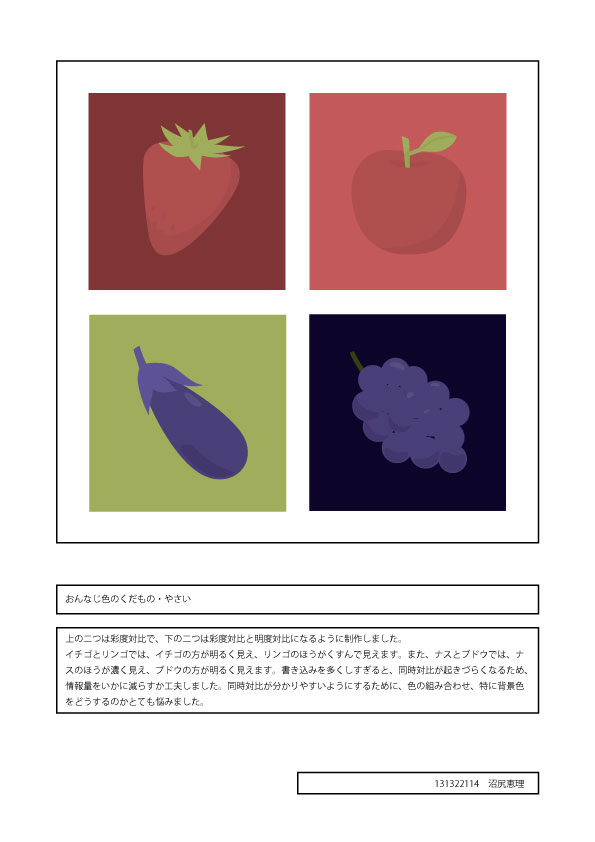 おんなじ色のくだもの・やさい
上の二つは彩度対比で、下の二つは彩度対比と明度対比になるように制作しました。
イチゴとリンゴでは、イチゴの方が明るく見え、リンゴのほうがくすんで見えます。また、ナスとブドウでは、ナ
スのほうが濃く見え、ブドウの方が明るく見えます。書き込みを多くしすぎると、同時対比が起きづらくなるため、
情報量をいかに減らすか工夫しました。同時対比が分かりやすいようにするために、色の組み合わせ、特に背景色
をどうするのかとても悩みました。
131322114　沼尻恵理